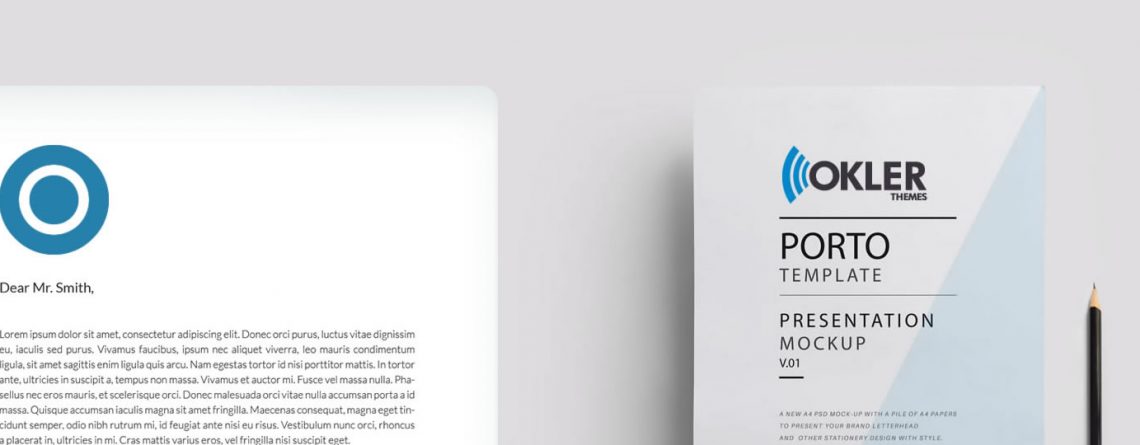 Dear Mr. Smith,
Lorem ipsum dolor sit amet, consectetur adipiscing elit. Donec orci purus, luctus vitae dignissim
eu, iaculis sed purus. Vivamus faucibus, ipsum nec aliquet viverra, leo mauris condimentum
ligula, sit amet sagittis enim ligula quis arcu. Nam egestas tortor id nisi porttitor mattis. In tortor
ante, ultricies in suscipit a, tempus non massa. Vivamus et auctor mi. Fusce vel massa nulla. Pha-
sellus nec eros mauris, et scelerisque orci. Donec malesuada orci vitae nulla accumsan porta a id
massa. Quisque accumsan iaculis magna sit amet fringilla. Maecenas consequat, magna eget tin-
cidunt semper, odio nibh rutrum mi, id feugiat ante nisi eu risus. Vestibulum nunc orci, rhoncus
a placerat in, ultricies in mi. Cras mattis varius eros, vel fringilla nisi suscipit eget.
OKLER
THEMES
PORTO
TEMPLATE
PRESENTATION
MOCKUP
V.01
A NEW A4 PSD MOCK-UP WITH A PILE OF A4 PAPERS
TO PRESENT YOUR BRAND LETTERHEAD
AND OTHER STATIONERY DESIGN WITH STYLE.